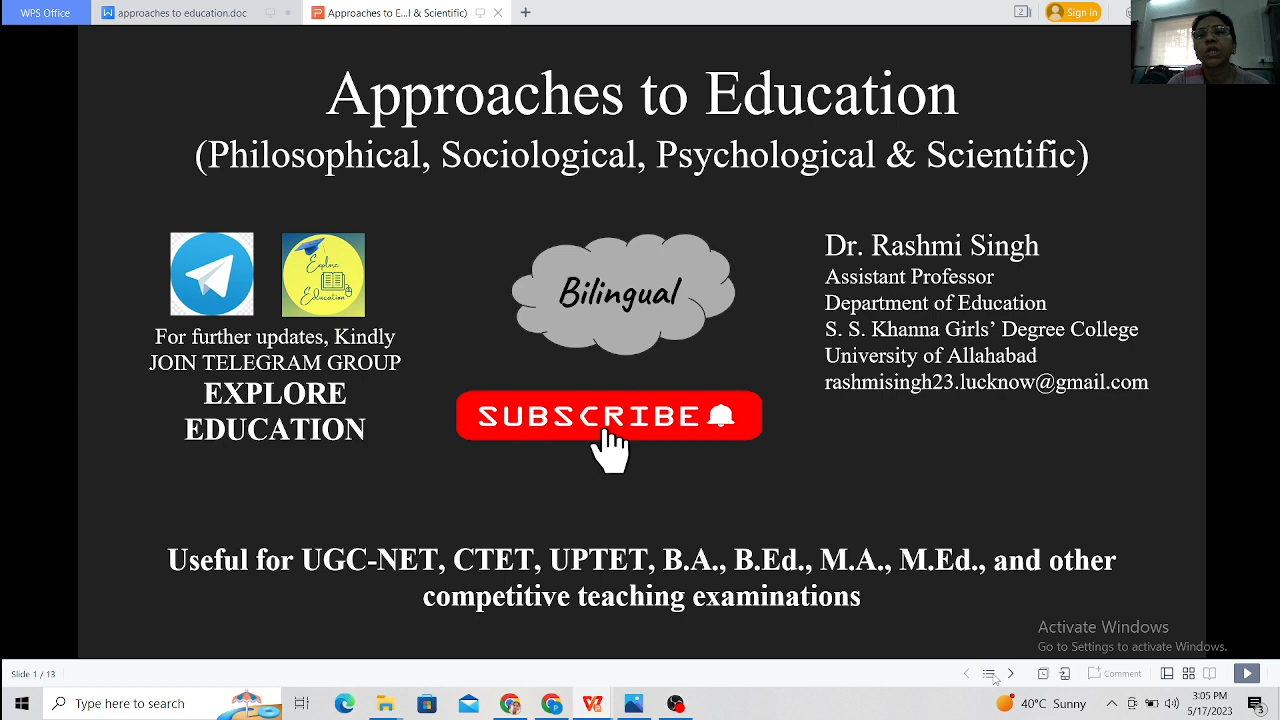 WPS Office
approaches to education.doc
Approaches to E...l & Scientific)
2
Sign in
Approaches to Education
(Philosophical, Sociological, Psychological & Scientific)
Explore
Education
For further updates, Kindly
JOIN TELEGRAM GROUP
EXPLORE
EDUCATION
Bilingual
SUBSCRIBE
Dr. Rashmi Singh
Assistant Professor
Department of Education
S. S. Khanna Girls' Degree College
University of Allahabad
rashmisingh23.lucknow@gmail.com
Useful for UGC-NET, CTET, UPTET, B.A., B.Ed., M.A., M.Ed., and other
competitive teaching examinations
Activate Windows
Go to Settings to activate Windows.
Slide 1 / 13
Comment
Type here to search
40°C Sunny
3:05 PM
5/17/2023
3